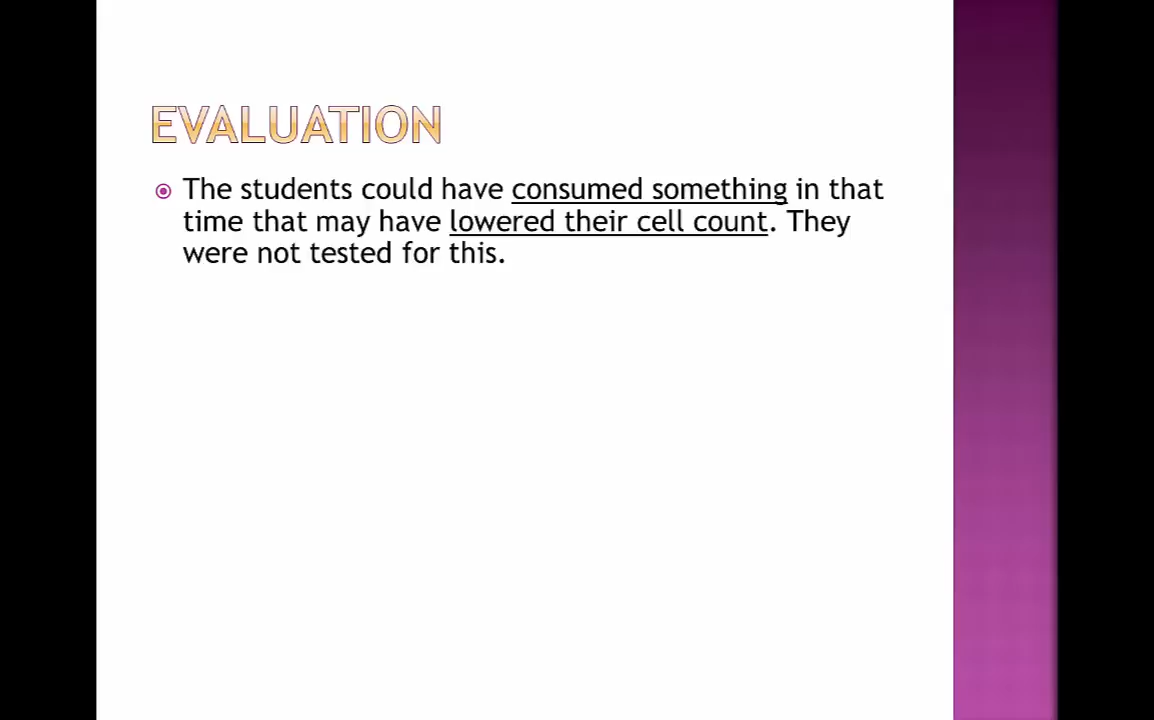 EVALUATION
The students could have consumed something in that
time that may have lowered their cell count. They
were not tested for this.